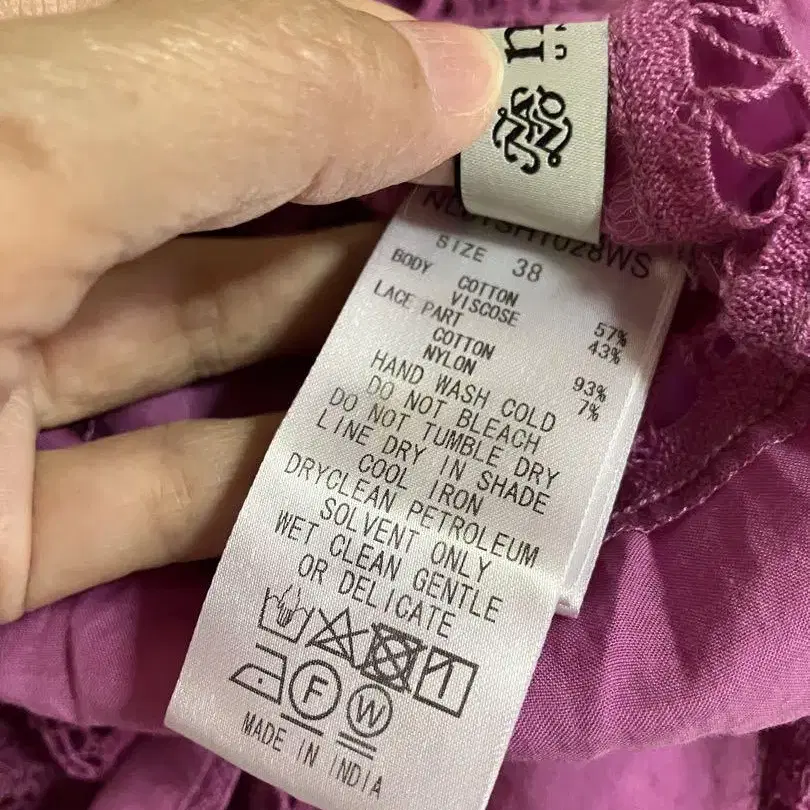 SIZE 38
BODY COTTON 57%
VISCOSE 43%
LACE PART
COTTON 93%
NYLON 7%
HAND WASH COLD
DO NOT BLEACH
DO NOT TUMBLE DRY
LINE DRY IN SHADE
COOL IRON
DRYCLEAN PETROLEUM
SOLVENT ONLY
WET CLEAN GENTLE
OR DELICATE
F W
MADE IN INDIA